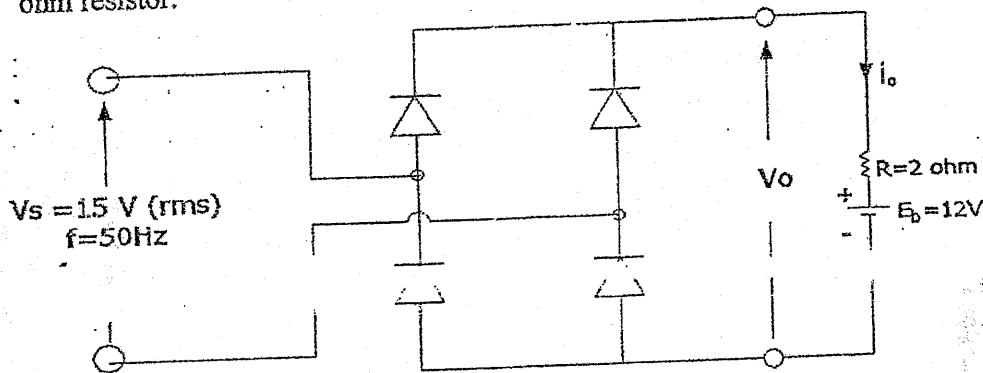 ohm resistor.
Vs = 15 V (rms)
f=50Hz
Vo
io
R=2 ohm
+
Eb=12V
-